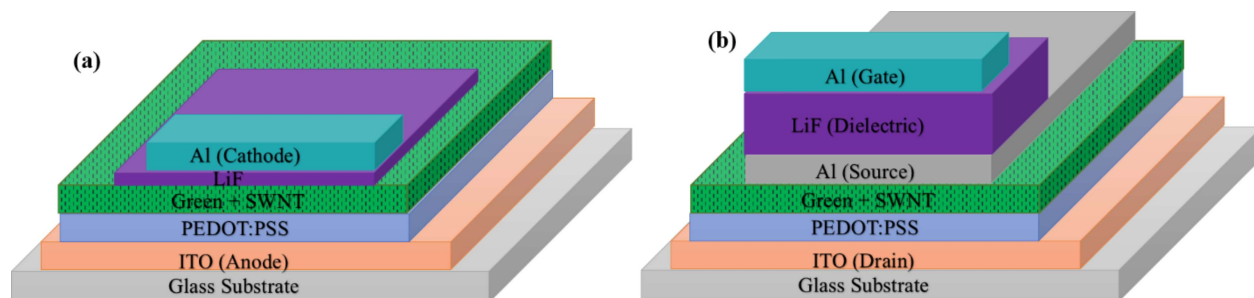 (a)
Al (Cathode)
LiF
Green + SWNT
PEDOT:PSS
ITO (Anode)
Glass Substrate
(b)
Al (Gate)
LiF (Dielectric)
Al (Source)
Green + SWNT
PEDOT:PSS
ITO (Drain)
Glass Substrate